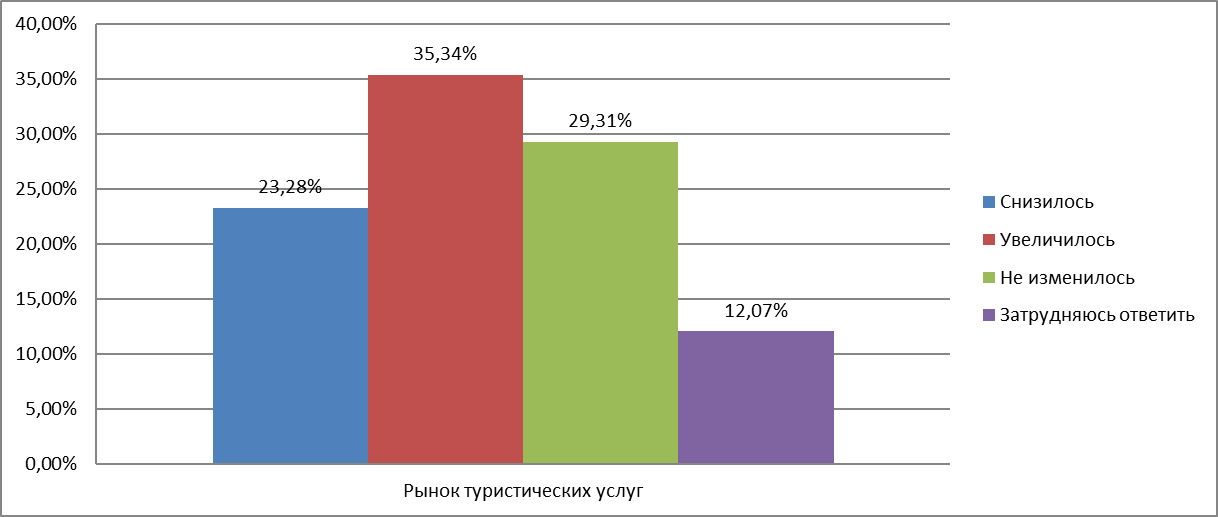 40,00%
35,00%
30,00%
25,00%
20,00%
15,00%
10,00%
5,00%
0,00%
35,34%
29,31%
23,28%
12,07%
Рынок туристических услуг
Снизилось
Увеличилось
Не изменилось
Затрудняюсь ответить